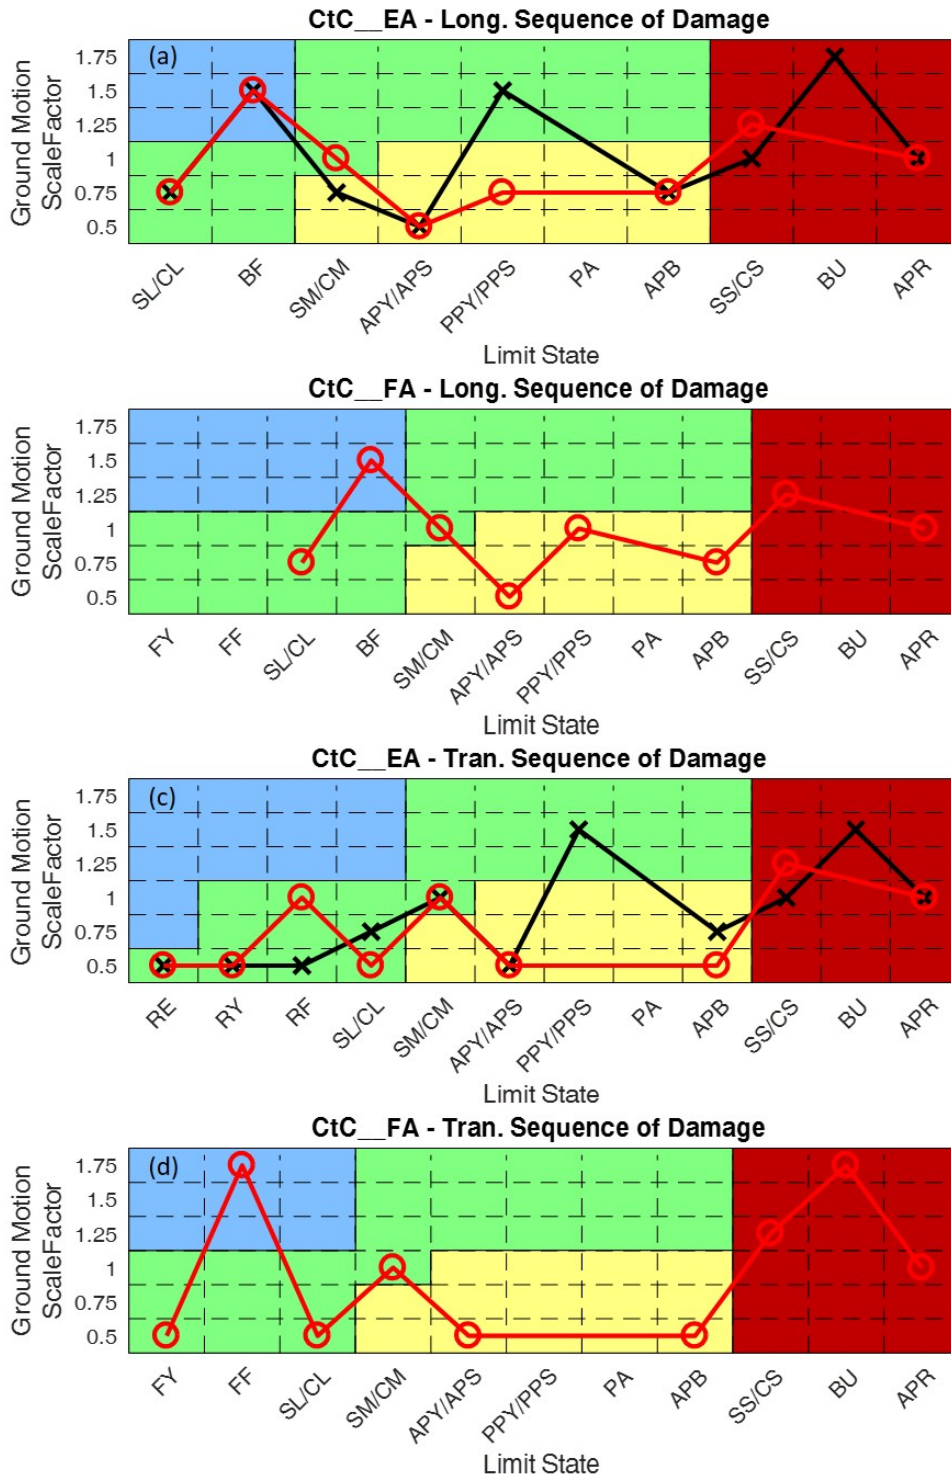 CtC__EA - Long. Sequence of Damage
(a)
Ground Motion
ScaleFactor
1.75
1.5
1.25
1
0.75
0.5
SL/CL
BF
SM/CM
APY/APS
PPY/PPS
PA
APB
SS/CS
BU
APR
Limit State
CtC__FA - Long. Sequence of Damage
Ground Motion
ScaleFactor
1.75
1.5
1.25
1
0.75
0.5
FY
FF
SL/CL
BF
SM/CM
APY/APS
PPY/PPS
PA
APB
SS/CS
BU
APR
Limit State
CtC__EA - Tran. Sequence of Damage
(c)
Ground Motion
ScaleFactor
1.75
1.5
1.25
1
0.75
0.5
RE
RY
RF
SL/CL
SM/CM
APY/APS
PPY/PPS
PA
APB
SS/CS
BU
APR
Limit State
CtC__FA - Tran. Sequence of Damage
(d)
Ground Motion
ScaleFactor
1.75
1.5
1.25
1
0.75
0.5
FY
FF
SL/CL
SM/CM
APY/APS
PPY/PPS
PA
APB
SS/CS
BU
APR
Limit State